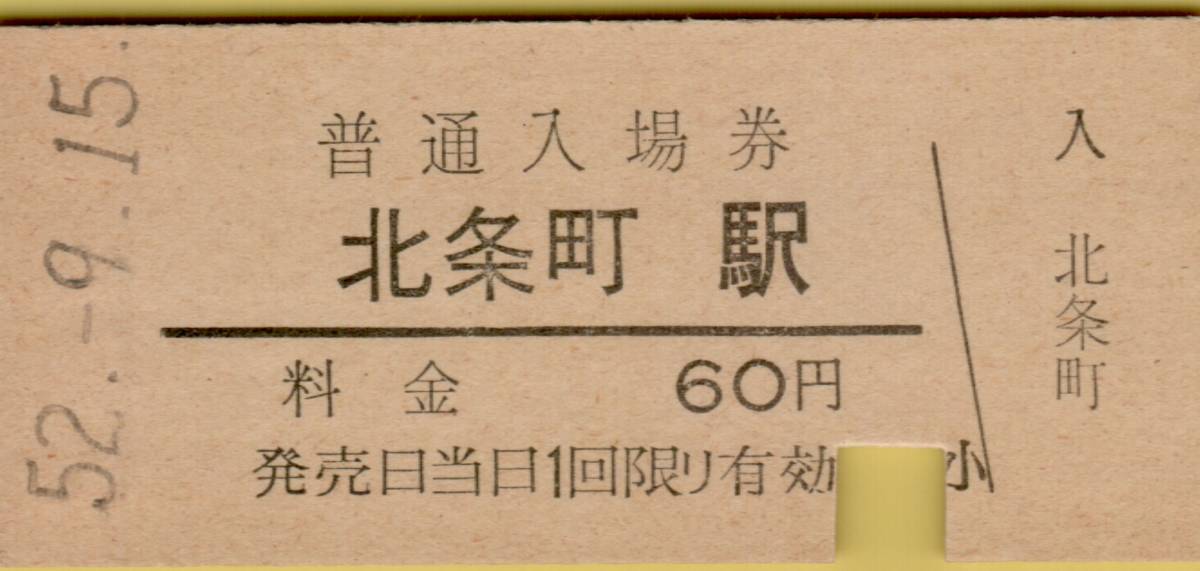 52.-9.15.
普通入場券
北条町 駅
料金 60円
発売日当日1回限リ有効 小
入
北条町